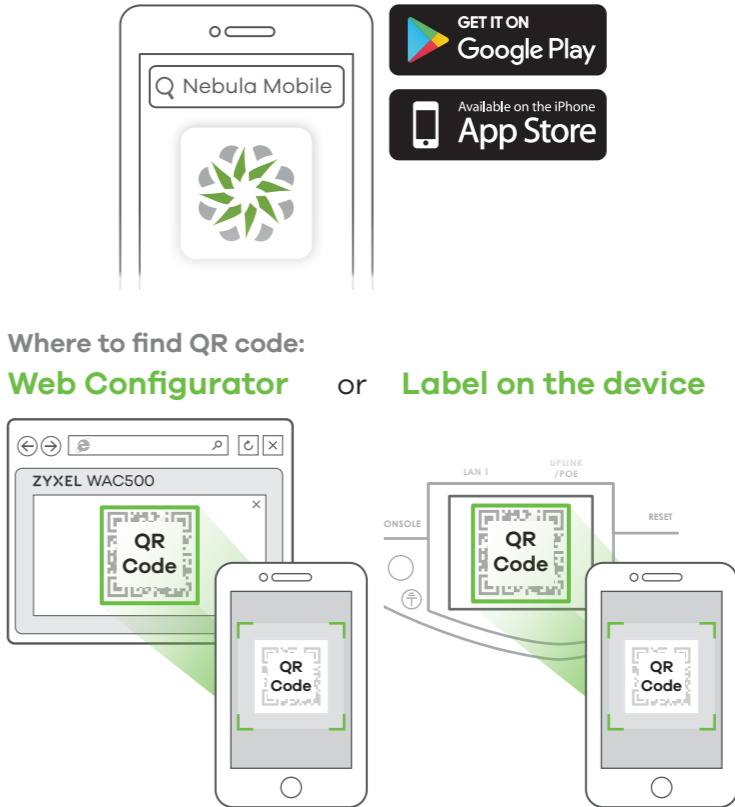 GET IT ON
Google Play
Nebula Mobile
Available on the iPhone
App Store
Where to find QR code:
Web Configurator or Label on the device
ZYXEL WAC500
QR
Code
QR
Code
LAN 1
UPLINK
/POE
ONSOLE
RESET
QR
Code
QR
Code